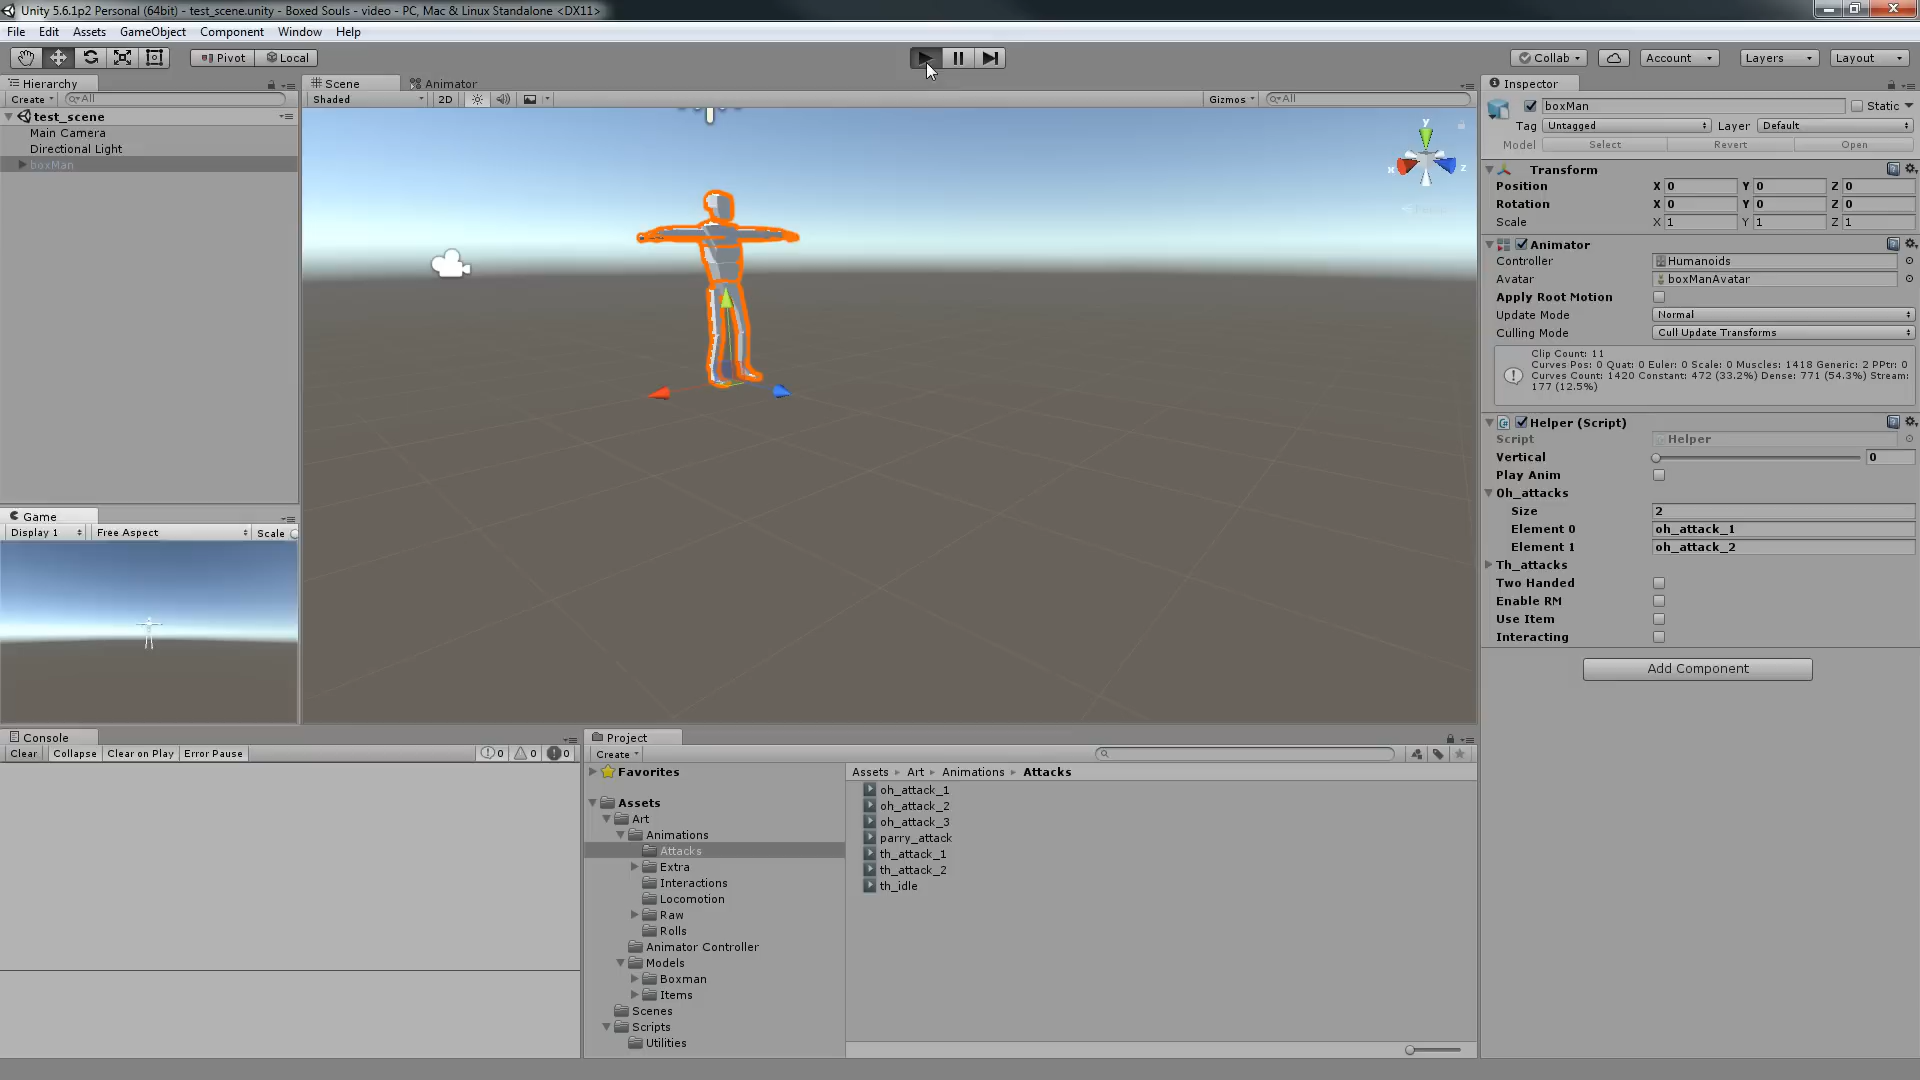 Unity 5.6.1p2 Personal (64bit) - test_scene.unity - Boxed Souls - video - PC, Mac & Linux Standalone <DX11>
File Edit Assets GameObject Component Window Help
Pivot Local Collab Account Layers Layout
Hierarchy
Create All
test_scene
Main Camera
Directional Light
boxMan
Scene Animator
Shaded 2D Gizmos All
y
x z
Game
Display 1 Free Aspect Scale
Inspector
boxMan Static
Tag Untagged Layer Default
Model Select Revert Open
Transform
Position X 0 Y 0 Z 0
Rotation X 0 Y 0 Z 0
Scale X 1 Y 1 Z 1
Animator
Controller Humanoids
Avatar boxManAvatar
Apply Root Motion
Update Mode Normal
Culling Mode Cull Update Transforms
Clip Count: 11
Curves Pos: 0 Quat: 0 Euler: 0 Scale: 0 Muscles: 1418 Generic: 2 PPtr: 0
Curves Count: 1420 Constant: 472 (33.2%) Dense: 771 (54.3%) Stream:
177 (12.5%)
Helper (Script)
Script Helper
Vertical 0
Play Anim
Oh_attacks
Size 2
Element 0 oh_attack_1
Element 1 oh_attack_2
Th_attacks
Two Handed
Enable RM
Use Item
Interacting
Add Component
Console
Clear Collapse Clear on Play Error Pause 0 0 0
Project
Create
Favorites
Assets
Art
Animations
Attacks
Extra
Interactions
Locomotion
Raw
Rolls
Animator Controller
Models
Boxman
Items
Scenes
Scripts
Utilities
Assets Art Animations Attacks
oh_attack_1
oh_attack_2
oh_attack_3
parry_attack
th_attack_1
th_attack_2
th_idle